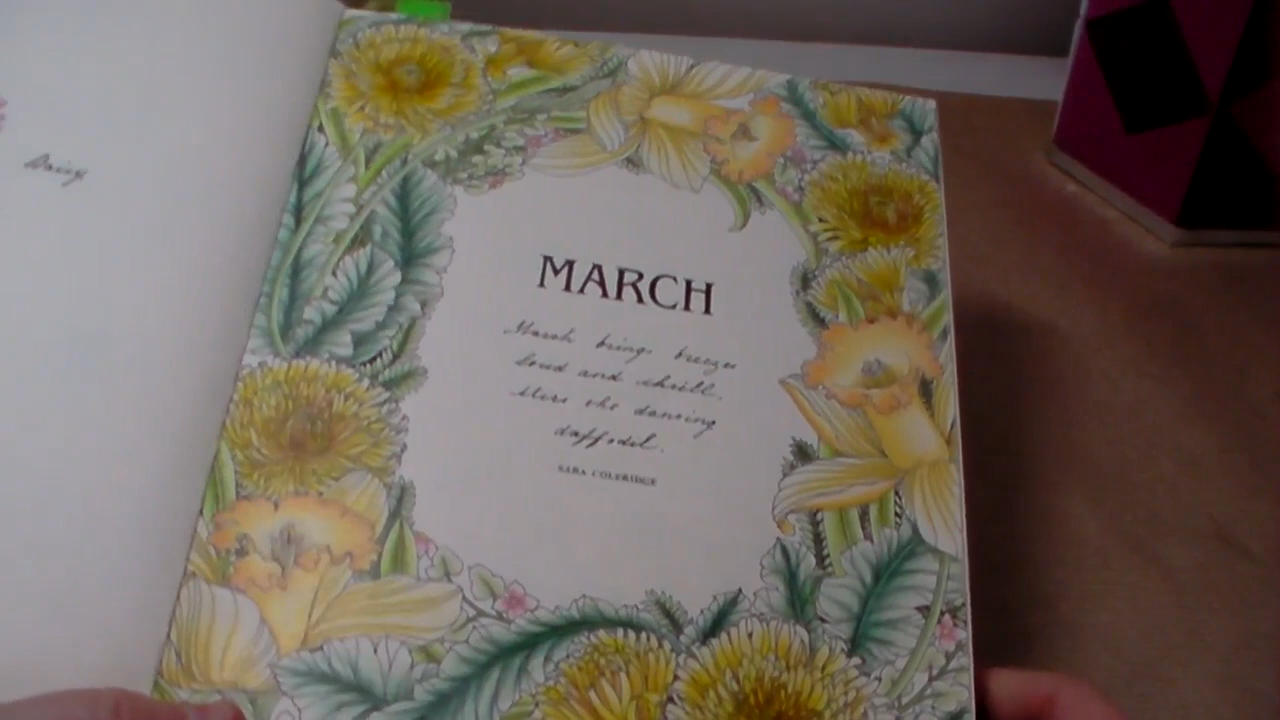 Daisy
MARCH
March brings breezes
loud and shrill,
stirs the dancing
daffodil.
SARA COLERIDGE